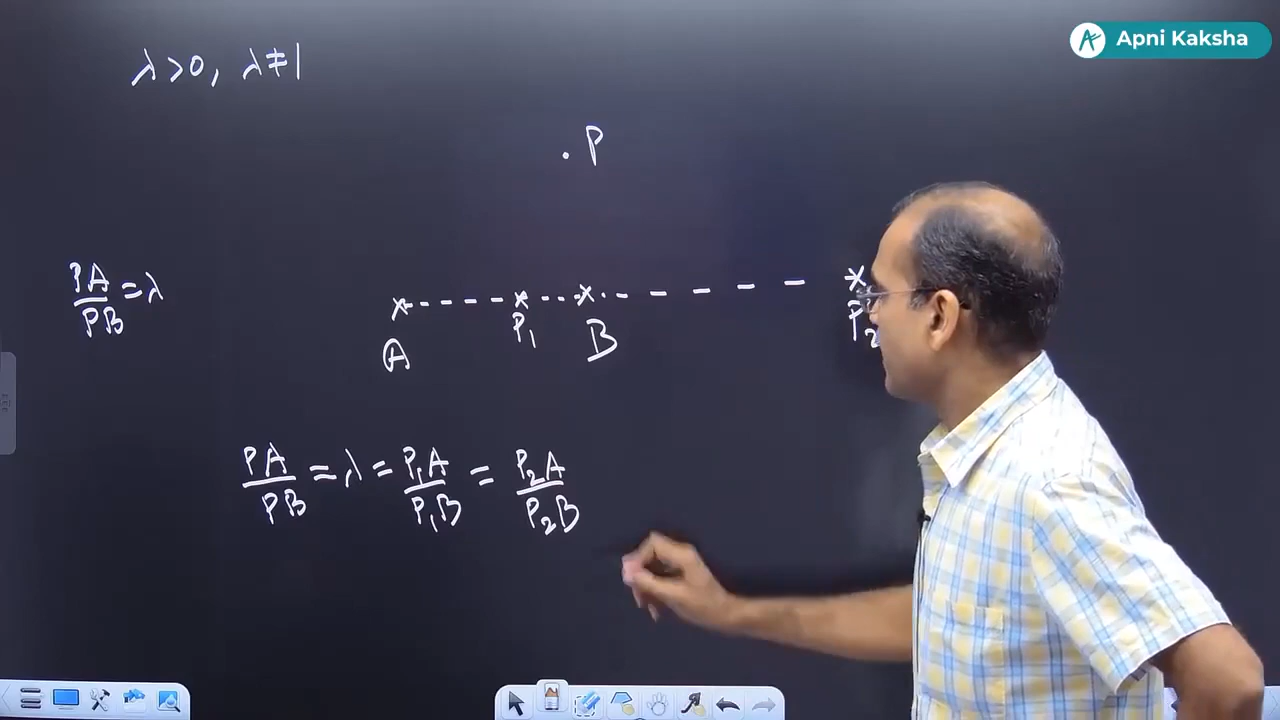 Apni Kaksha
λ>0, λ≠1
. P
PA/PB = λ
A P₁ B P₂
PA/PB = λ = P₁A/P₁B = P₂A/P₂B